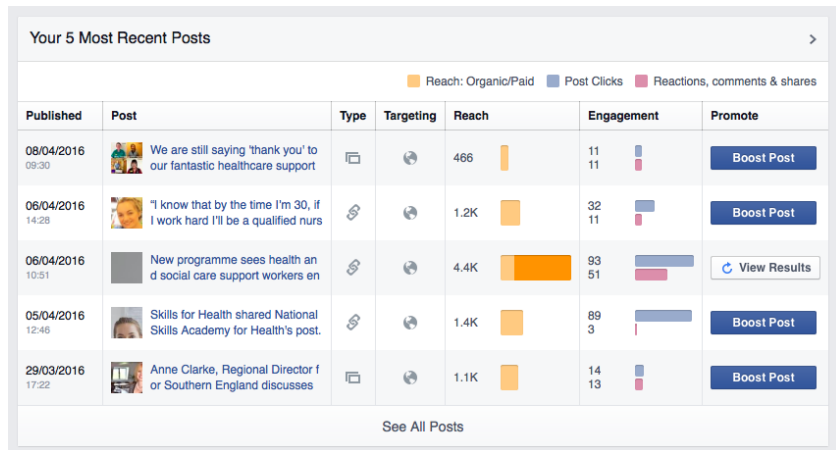 Your 5 Most Recent Posts
Reach: Organic/Paid Post Clicks Reactions, comments & shares
Published Post Type Targeting Reach Engagement Promote
08/04/2016 We are still saying 'thank you' to 466 11 Boost Post
09:30 our fantastic healthcare support 11
06/04/2016 "I know that by the time I'm 30, if 1.2K 32 Boost Post
14:28 I work hard I'll be a qualified nurs 11
06/04/2016 New programme sees health an 4.4K 93 View Results
10:51 d social care support workers en 51
05/04/2016 Skills for Health shared National 1.4K 89 Boost Post
12:46 Skills Academy for Health's post. 3
29/03/2016 Anne Clarke, Regional Director f 1.1K 14 Boost Post
17:22 or Southern England discusses 13
See All Posts